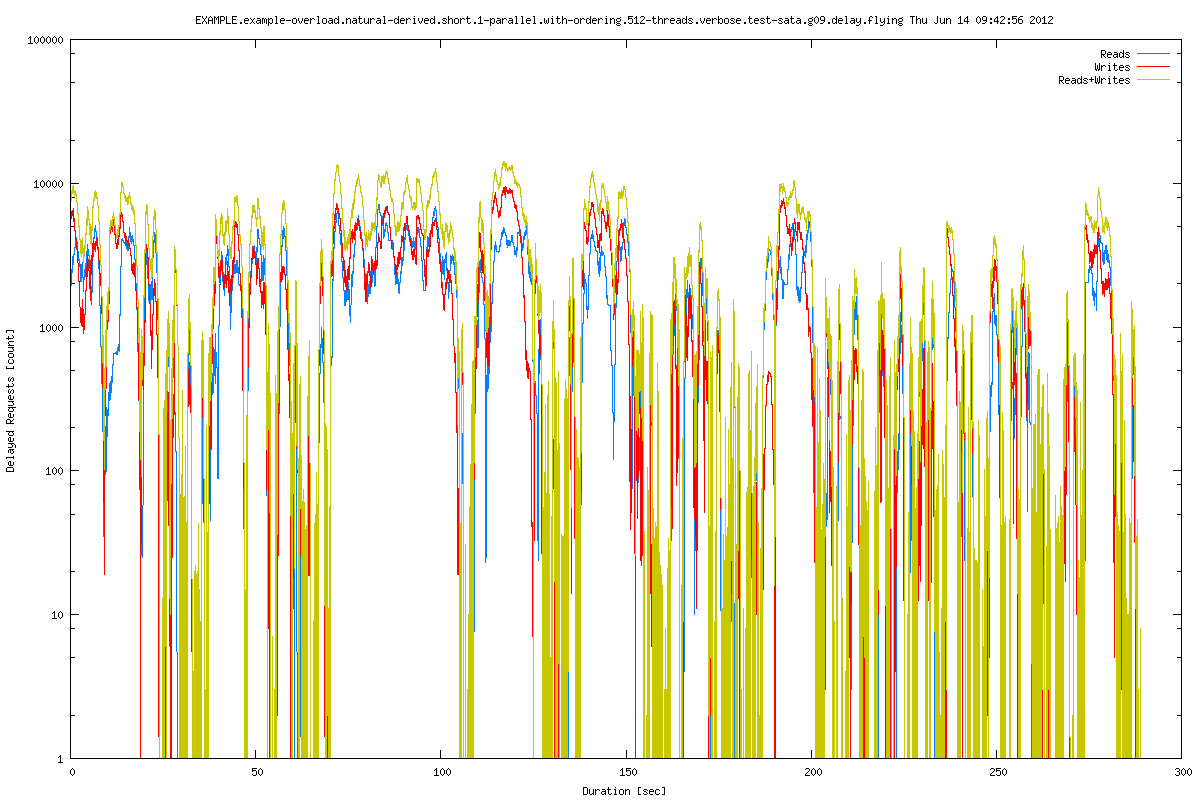 EXAMPLE.example-overload.natural-derived.short.1-parallel.with-ordering.512-threads.verbose.test-sata.g09.delay.flying Thu Jun 14 09:42:56 2012
100000
Reads
Writes
Reads+Writes
10000
1000
Delayed Requests [count]
100
10
1
0 50 100 150 200 250 300
Duration [sec]